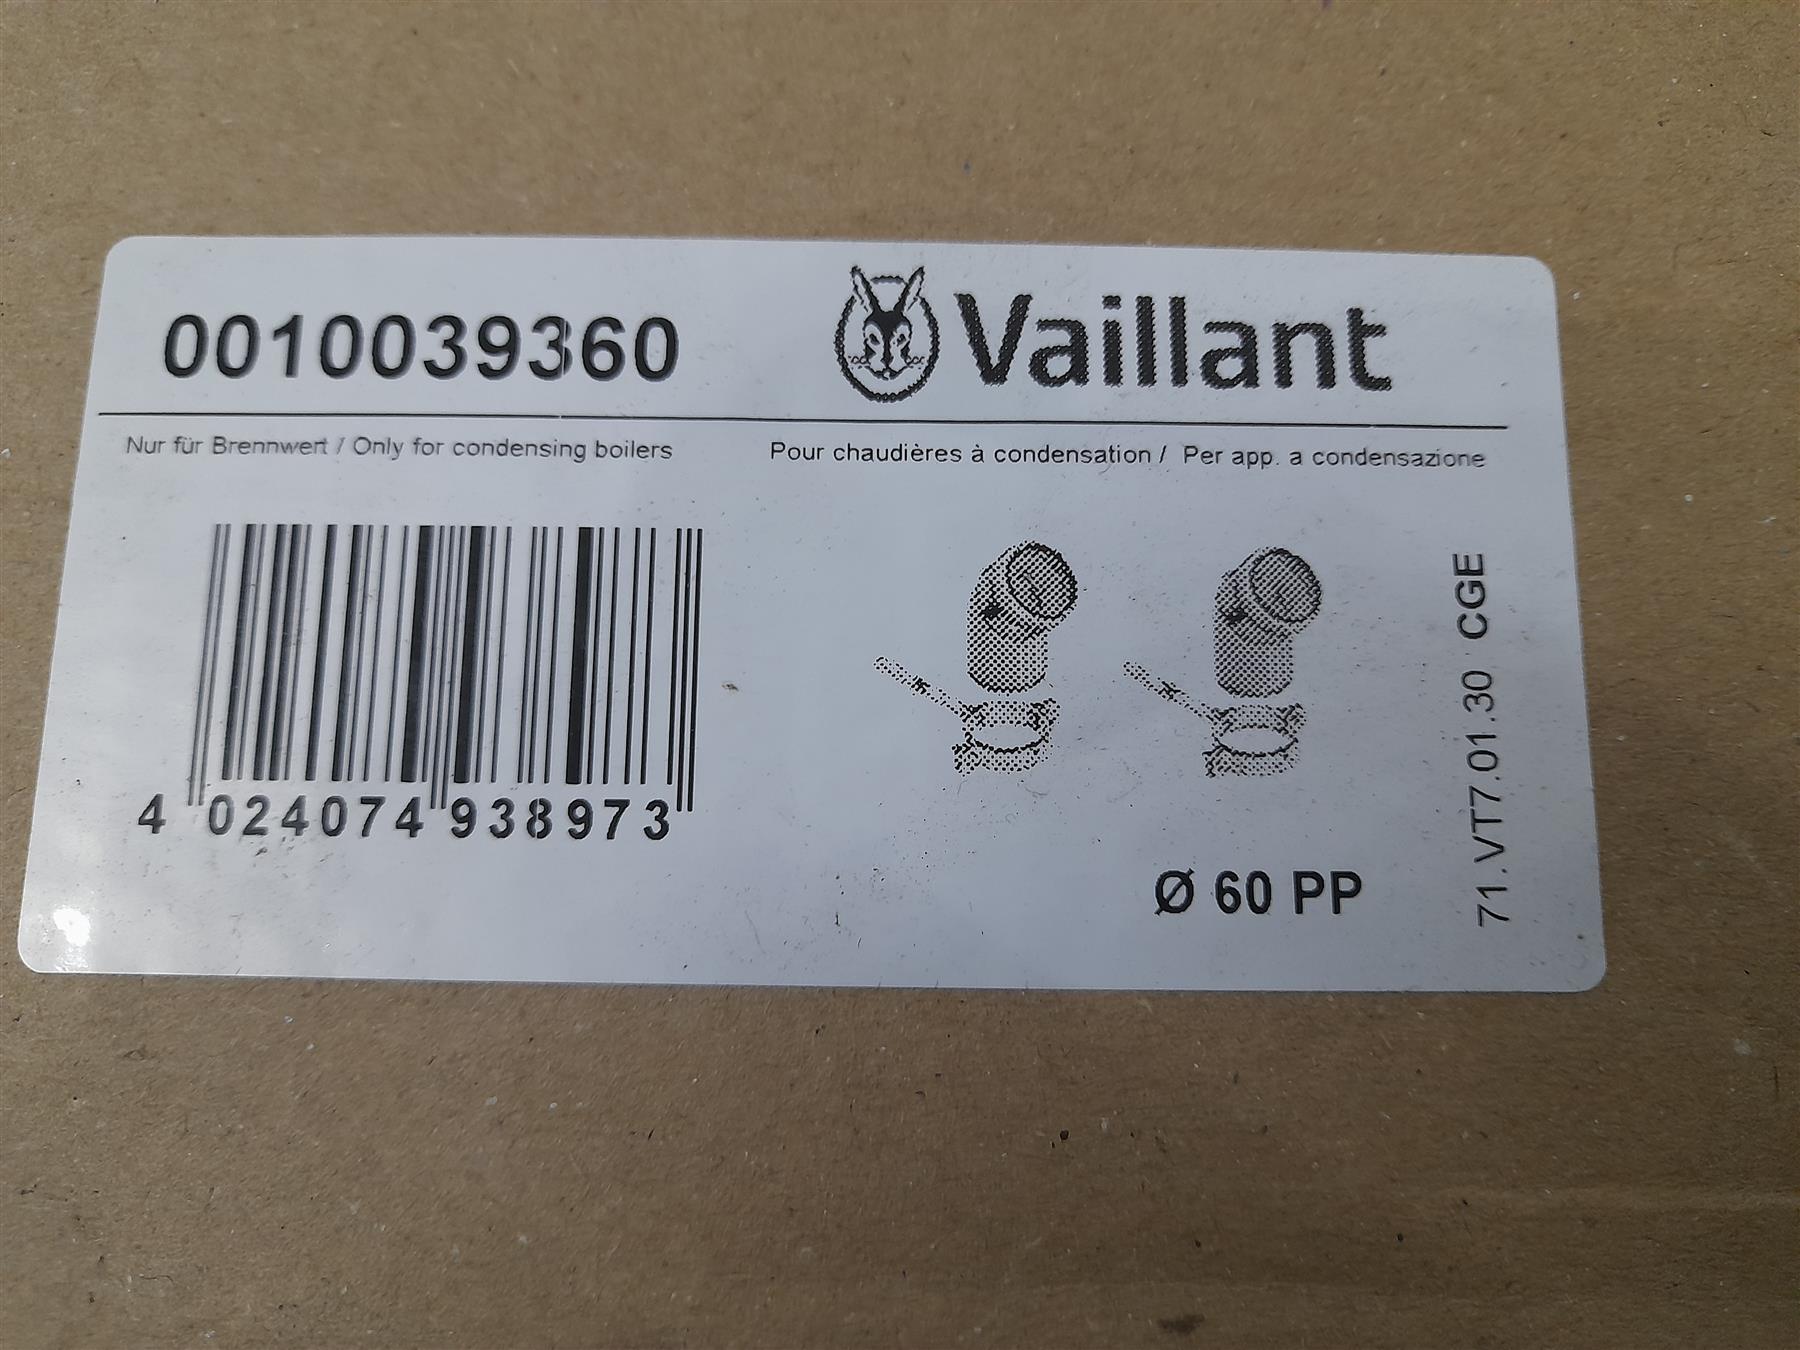 0010039360
Vaillant
Nur für Brennwert / Only for condensing boilers
Pour chaudières à condensation / Per app. a condensazione
4 024074 938973
Ø 60 PP
71.VT7.01.30 CGE